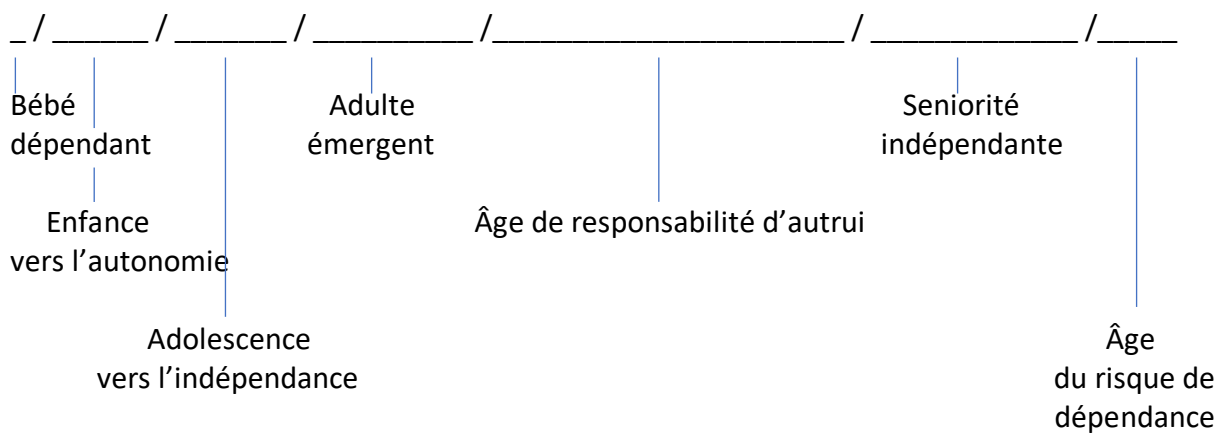 _ / ______ / _______ / __________ /______________________ / _____________ /_____
Bébé
dépendant
Enfance
vers l’autonomie
Adolescence
vers l’indépendance
Adulte
émergent
Âge de responsabilité d’autrui
Seniorité
indépendante
Âge
du risque de
dépendance